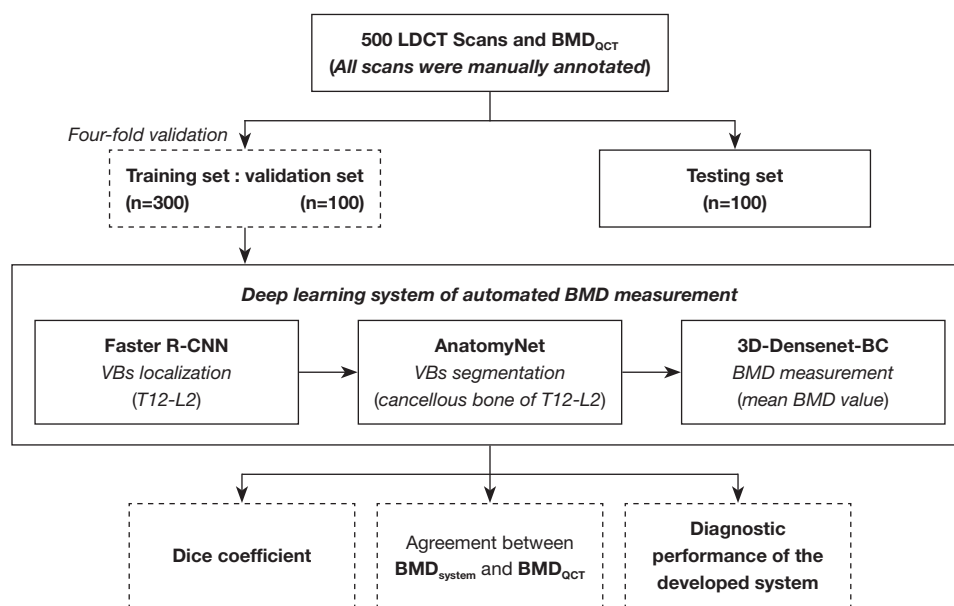 500 LDCT Scans and BMD_QCT
(All scans were manually annotated)
Four-fold validation
Training set : validation set
(n=300) (n=100)
Testing set
(n=100)
Deep learning system of automated BMD measurement
Faster R-CNN
VBs localization
(T12-L2)
AnatomyNet
VBs segmentation
(cancellous bone of T12-L2)
3D-Densenet-BC
BMD measurement
(mean BMD value)
Dice coefficient
Agreement between
BMD_system and BMD_QCT
Diagnostic
performance of the
developed system